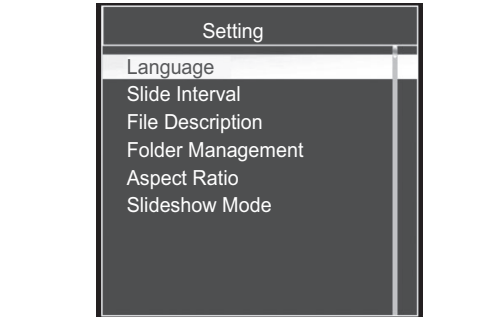 Setting
Language
Slide Interval
File Description
Folder Management
Aspect Ratio
Slideshow Mode